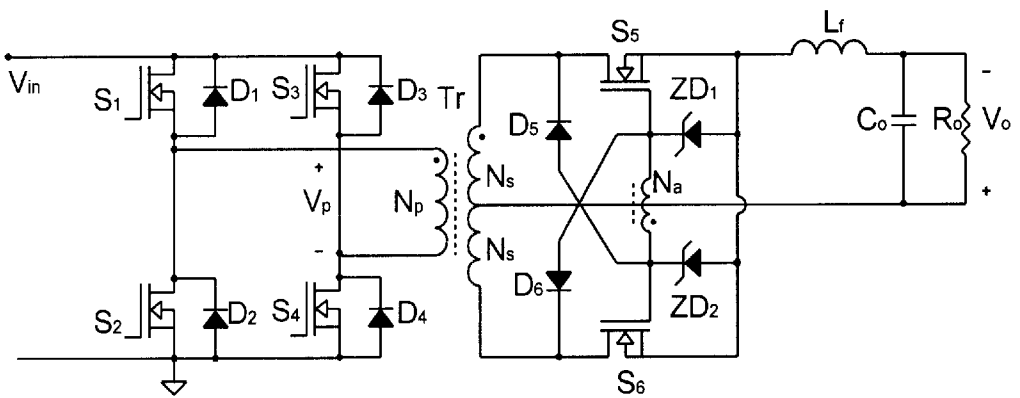 S5
Lf
Vin
S1
D1
S3
D3
Tr
D5
ZD1
Co
Ro
Vo
-
+
+
Vp
-
Np
Ns
Ns
Na
S2
D2
S4
D4
D6
ZD2
S6